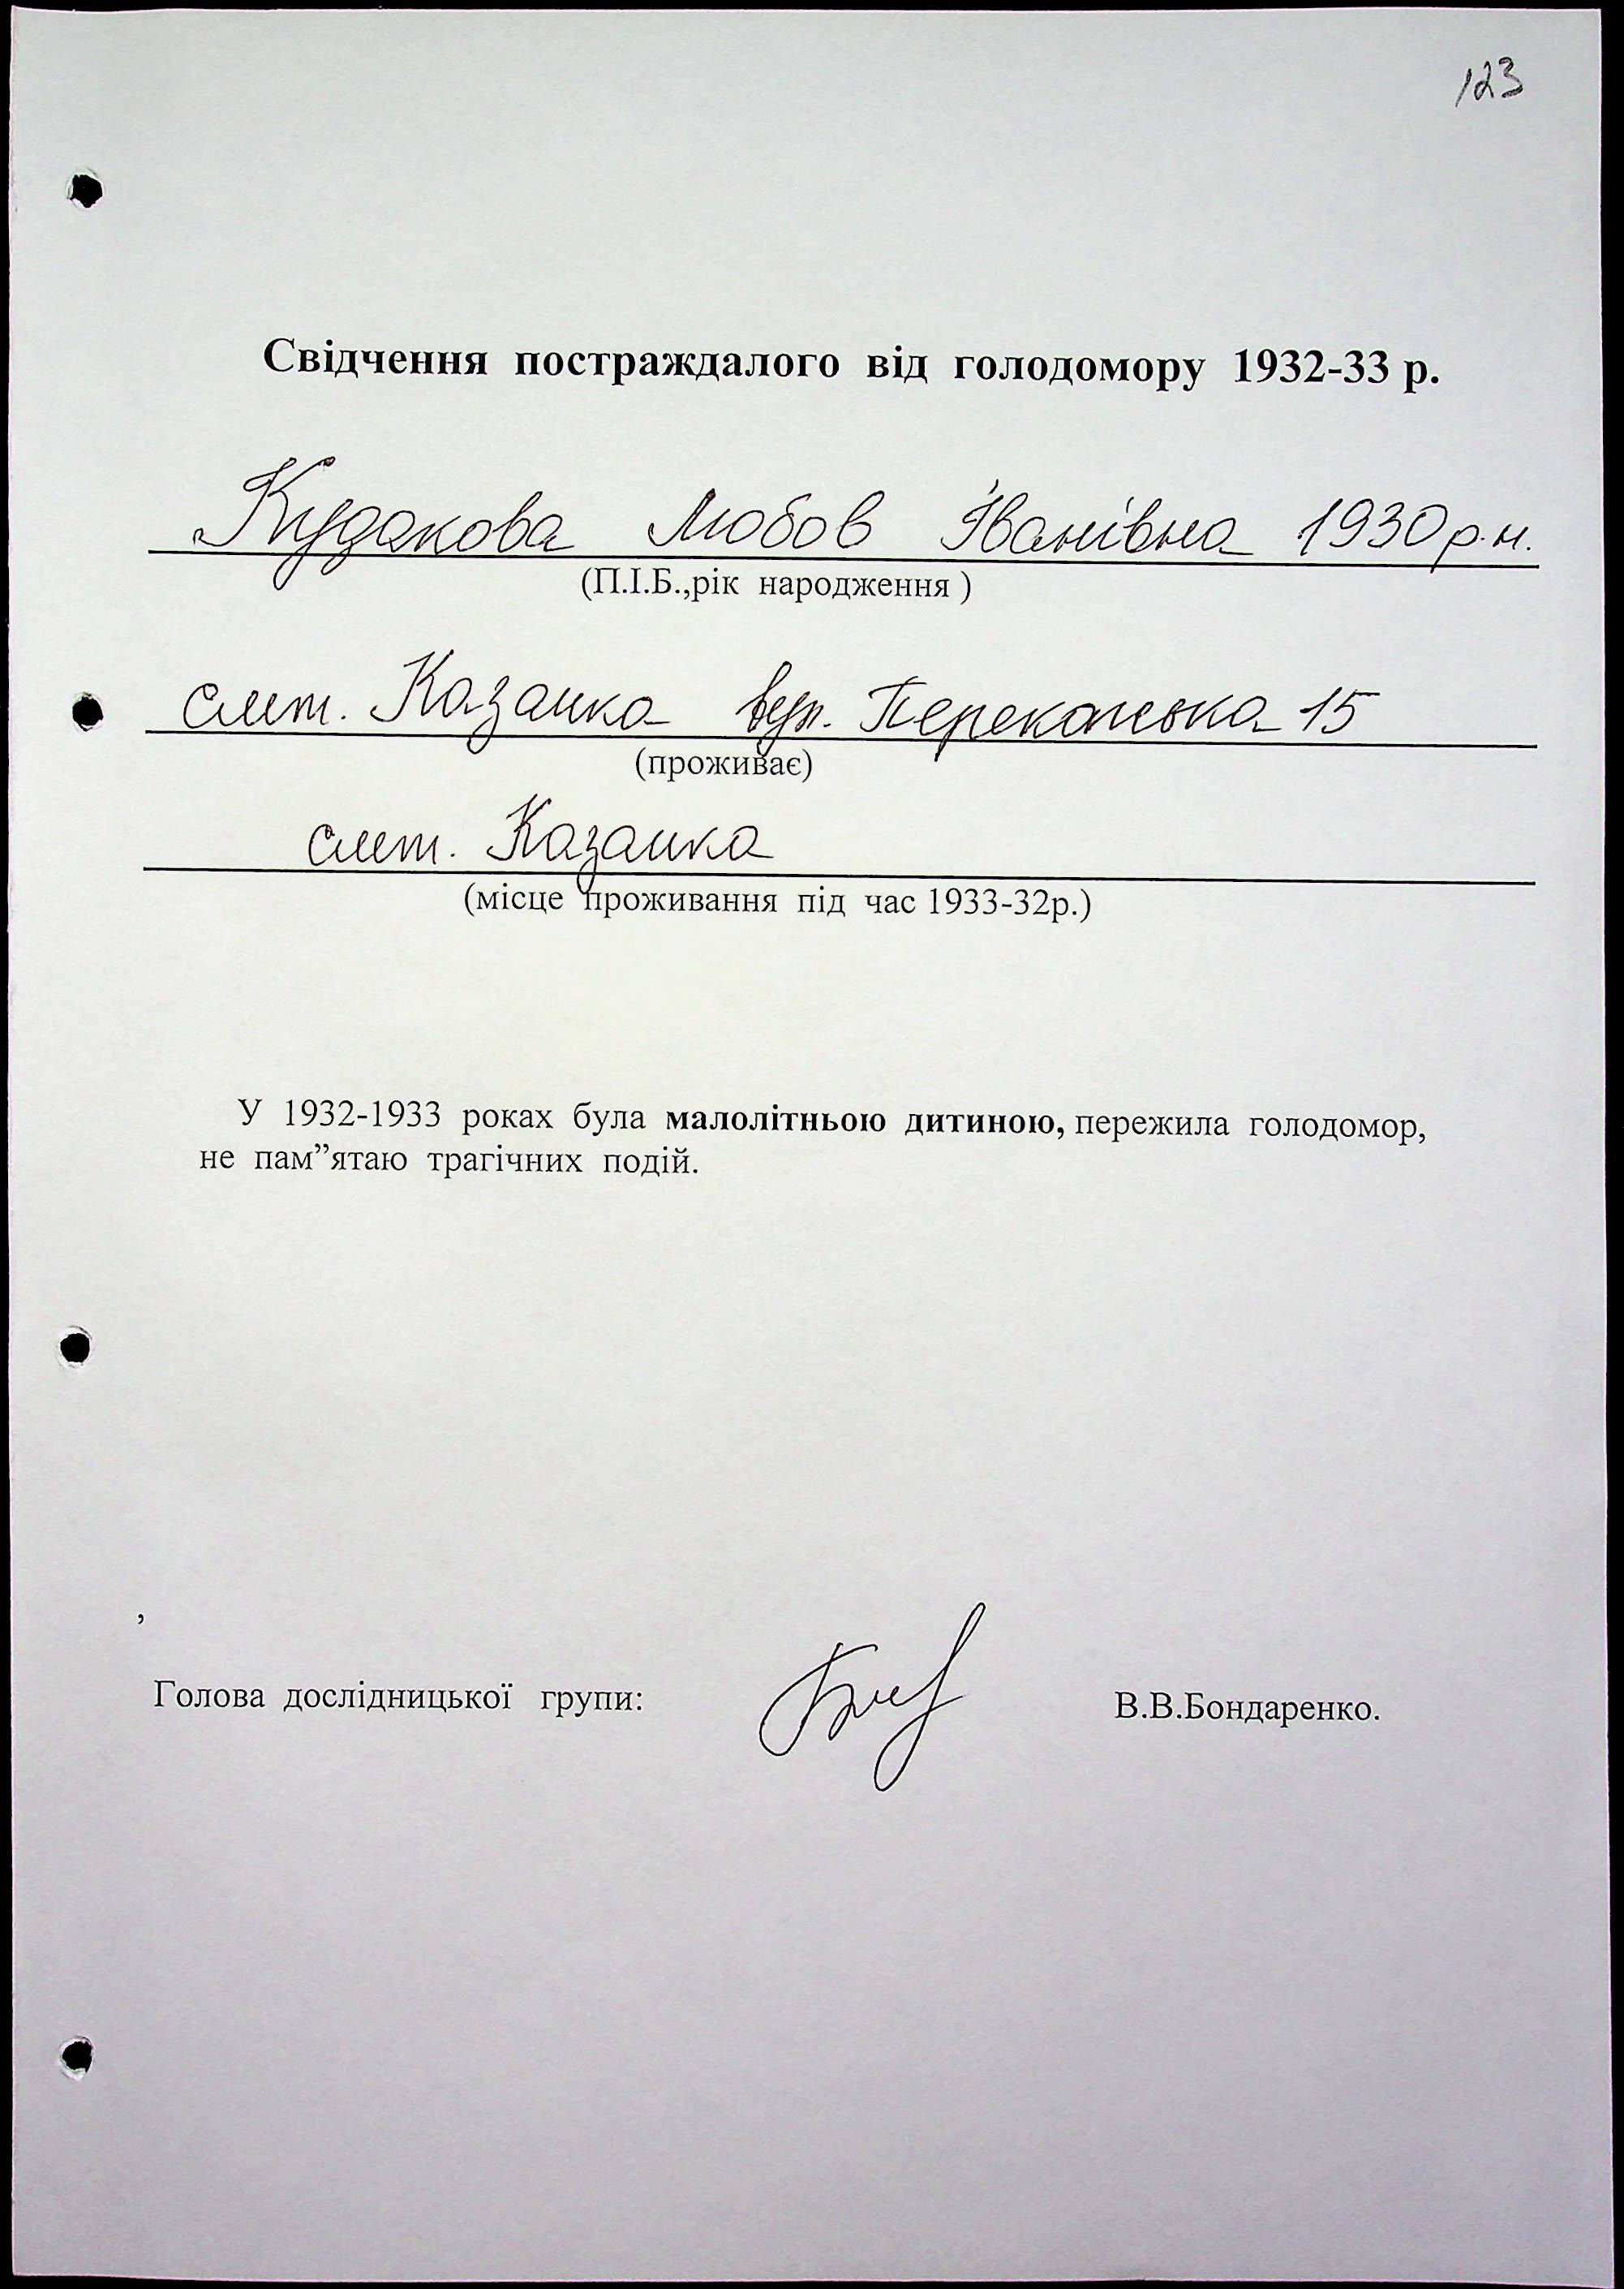 123
Свідчення постраждалого від голодомору 1932-33 р.
Кудакова Любов Іванівна 1930 р.н.
(П.І.Б.,рік народження )
смт. Казанка вул. Перекопська 15
(проживає)
смт. Казанка
(місце проживання під час 1933-32р.)
У 1932-1933 роках була малолітньою дитиною, пережила голодомор,
не пам”ятаю трагічних подій.
Голова дослідницької групи: В.В.Бондаренко.